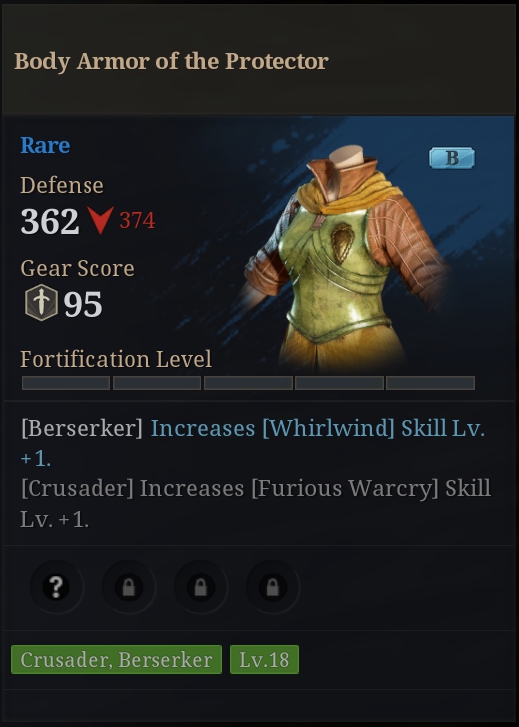 Body Armor of the Protector
Rare
B
Defense
362 374
Gear Score
95
Fortification Level
[Berserker] Increases [Whirlwind] Skill Lv.
+1.
[Crusader] Increases [Furious Warcry] Skill
Lv. +1.
?
Crusader, Berserker Lv.18